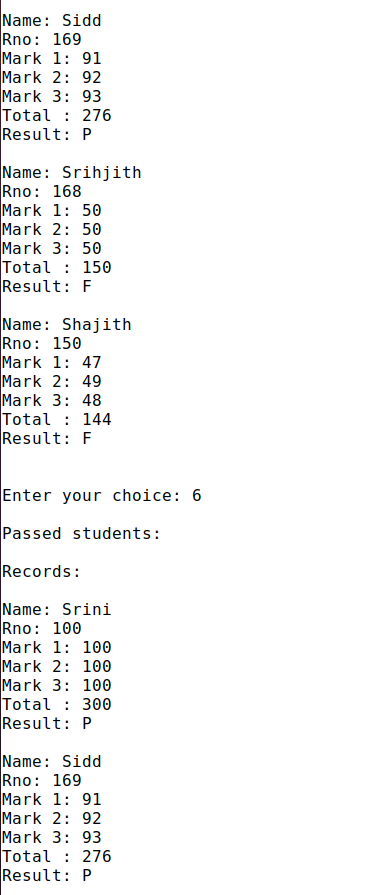 Name: Sidd
Rno: 169
Mark 1: 91
Mark 2: 92
Mark 3: 93
Total : 276
Result: P
Name: Srihjith
Rno: 168
Mark 1: 50
Mark 2: 50
Mark 3: 50
Total : 150
Result: F
Name: Shajith
Rno: 150
Mark 1: 47
Mark 2: 49
Mark 3: 48
Total : 144
Result: F
Enter your choice: 6
Passed students:
Records:
Name: Srini
Rno: 100
Mark 1: 100
Mark 2: 100
Mark 3: 100
Total : 300
Result: P
Name: Sidd
Rno: 169
Mark 1: 91
Mark 2: 92
Mark 3: 93
Total : 276
Result: P